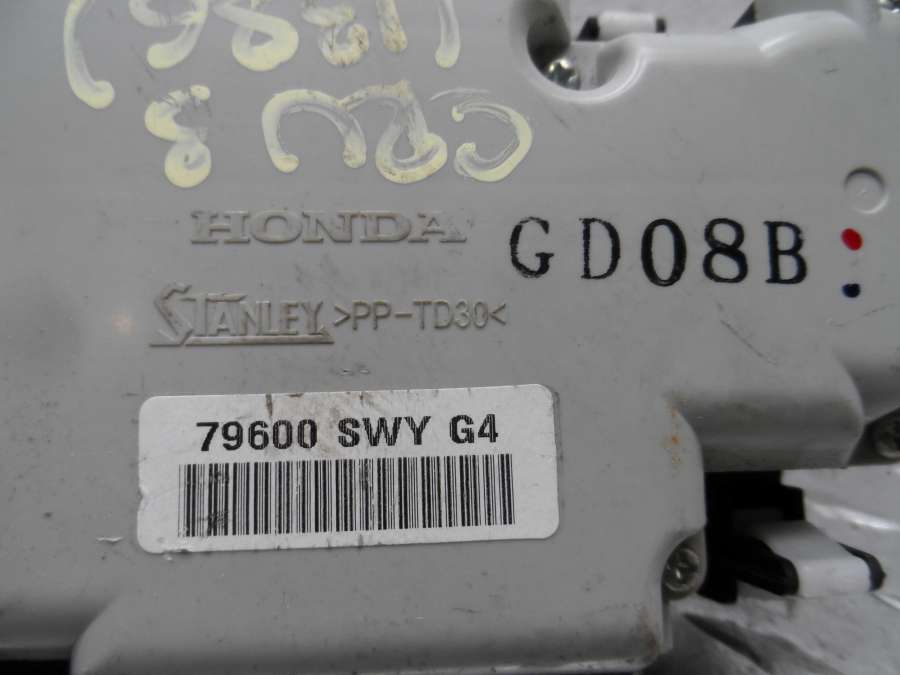 HONDA GD08B
STANLEY >PP-TD30<
79600 SWY G4